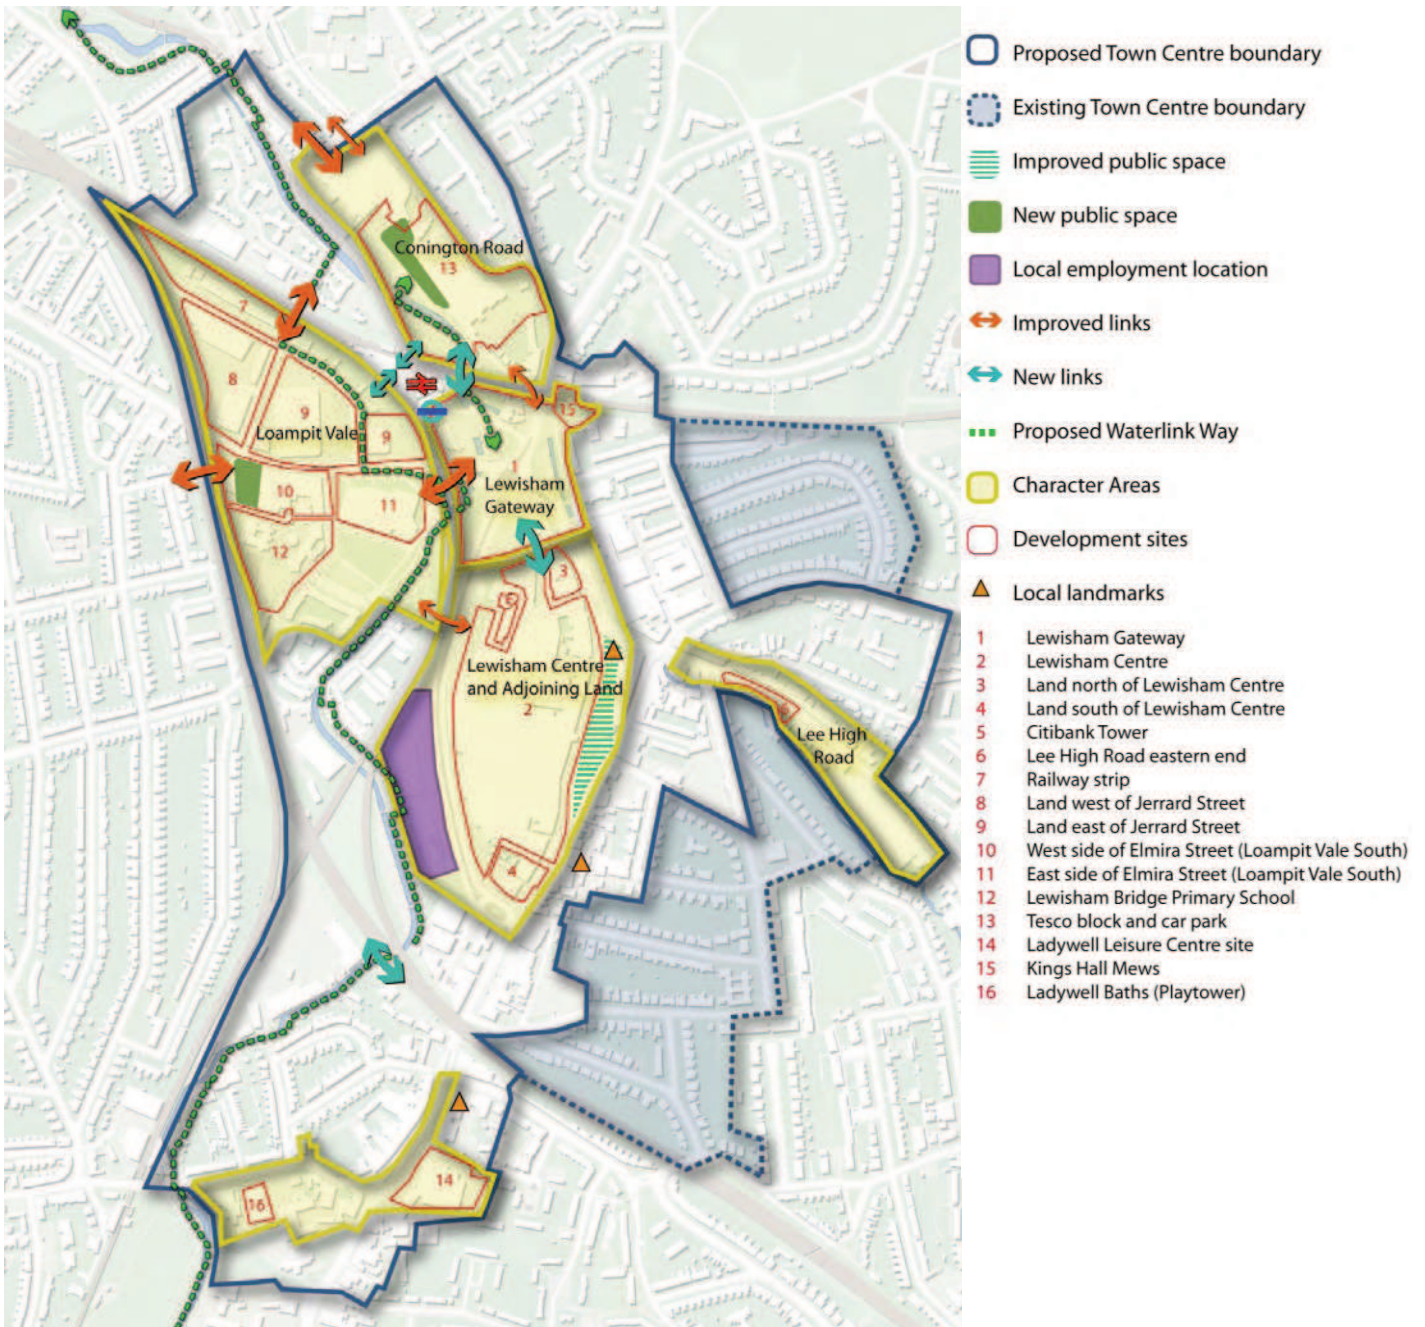 Proposed Town Centre boundary
Existing Town Centre boundary
Improved public space
New public space
Local employment location
Improved links
New links
Proposed Waterlink Way
Character Areas
Development sites
Local landmarks
1 Lewisham Gateway
2 Lewisham Centre
3 Land north of Lewisham Centre
4 Land south of Lewisham Centre
5 Citibank Tower
6 Lee High Road eastern end
7 Railway strip
8 Land west of Jerrard Street
9 Land east of Jerrard Street
10 West side of Elmira Street (Loampit Vale South)
11 East side of Elmira Street (Loampit Vale South)
12 Lewisham Bridge Primary School
13 Tesco block and car park
14 Ladywell Leisure Centre site
15 Kings Hall Mews
16 Ladywell Baths (Playtower)
Conington Road
13
7
8
9
Loampit Vale
9
15
1
Lewisham
Gateway
10
11
12
3
5
Lewisham Centre
and Adjoining Land
2
6
Lee High
Road
4
14
16